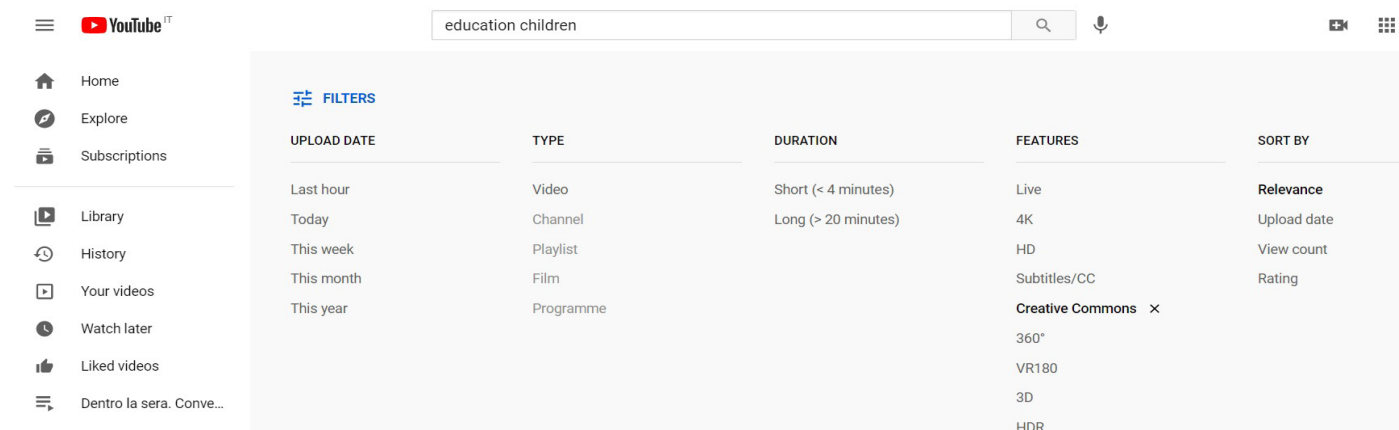 YouTube IT
education children
Home
Explore
Subscriptions
Library
History
Your videos
Watch later
Liked videos
Dentro la sera. Conve...
FILTERS
UPLOAD DATE
Last hour
Today
This week
This month
This year
TYPE
Video
Channel
Playlist
Film
Programme
DURATION
Short (< 4 minutes)
Long (> 20 minutes)
FEATURES
Live
4K
HD
Subtitles/CC
Creative Commons ×
360°
VR180
3D
HDR
SORT BY
Relevance
Upload date
View count
Rating